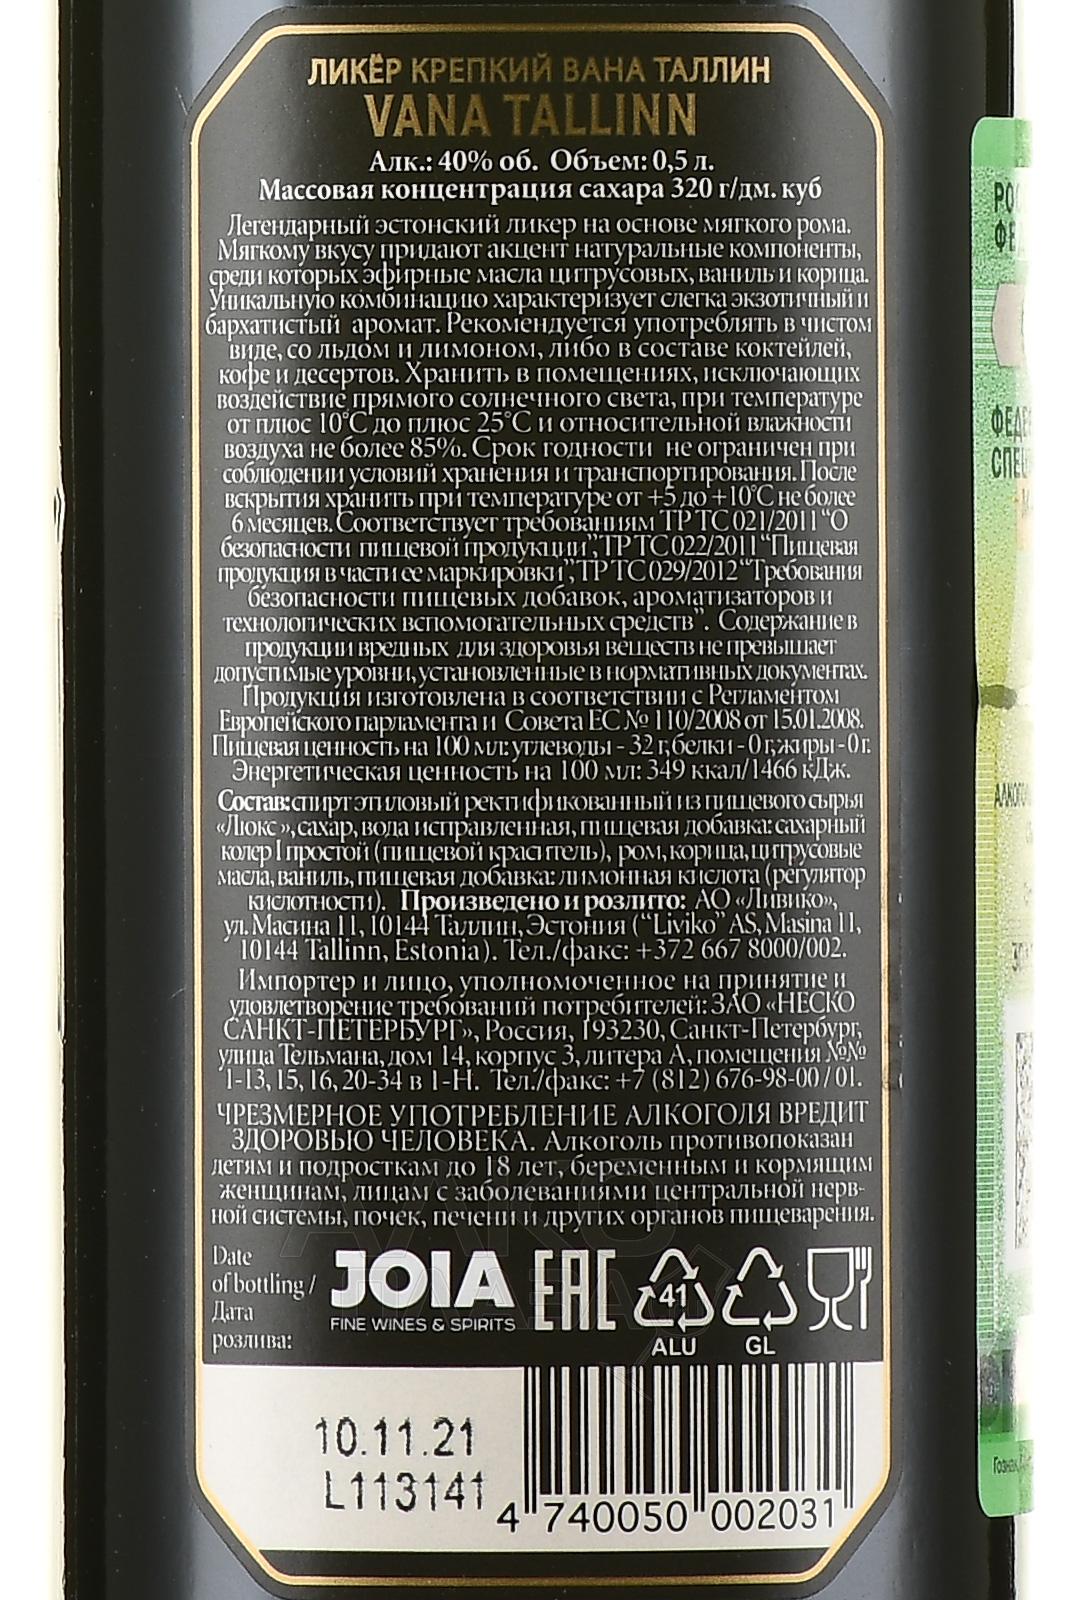 ЛИКЁР КРЕПКИЙ ВАНА ТАЛЛИН
VANA TALLINN
Алк.: 40% об. Объем: 0,5 л.
Массовая концентрация сахара 320 г/дм. куб
Легендарный эстонский ликер на основе мягкого рома.
Мягкому вкусу придают акцент натуральные компоненты,
среди которых эфирные масла цитрусовых, ваниль и корица.
Уникальную комбинацию характеризует слегка экзотичный и
бархатистый аромат. Рекомендуется употреблять в чистом
виде, со льдом и лимоном, либо в составе коктейлей,
кофе и десертов. Хранить в помещениях, исключающих
воздействие прямого солнечного света, при температуре
от плюс 10°С до плюс 25°С и относительной влажности
воздуха не более 85%. Срок годности не ограничен при
соблюдении условий хранения и транспортирования. После
вскрытия хранить при температуре от +5 до +10°С не более
6 месяцев. Соответствует требованиям ТР ТС 021/2011 “О
безопасности пищевой продукции”, ТР ТС 022/2011 “Пищевая
продукция в части ее маркировки”, ТР ТС 029/2012 “Требования
безопасности пищевых добавок, ароматизаторов и
технологических вспомогательных средств”. Содержание в
продукции вредных для здоровья веществ не превышает
допустимые уровни, установленные в нормативных документах.
Продукция изготовлена в соответствии с Регламентом
Европейского парламента и Совета ЕС № 110/2008 от 15.01.2008.
Пищевая ценность на 100 мл: углеводы - 32 г, белки - 0 г, жиры - 0 г.
Энергетическая ценность на 100 мл: 349 ккал/1466 кДж.
Состав: спирт этиловый ректификованный из пищевого сырья
«Люкс», сахар, вода исправленная, пищевая добавка: сахарный
колер I простой (пищевой краситель), ром, корица, цитрусовые
масла, ваниль, пищевая добавка: лимонная кислота (регулятор
кислотности). Произведено и розлито: АО «Ливико»,
ул. Масина 11, 10144 Таллин, Эстония (“Liviko” AS, Masina 11,
10144 Tallinn, Estonia). Тел./факс: +372 667 8000/002.
Импортер и лицо, уполномоченное на принятие и
удовлетворение требований потребителей: ЗАО «НЕСКО
САНКТ-ПЕТЕРБУРГ», Россия, 193230, Санкт-Петербург,
улица Тельмана, дом 14, корпус 3, литера А, помещения №№
1-13, 15, 16, 20-34 в 1-Н. Тел./факс: +7 (812) 676-98-00 / 01.
ЧРЕЗМЕРНОЕ УПОТРЕБЛЕНИЕ АЛКОГОЛЯ ВРЕДИТ
ЗДОРОВЬЮ ЧЕЛОВЕКА. Алкоголь противопоказан
детям и подросткам до 18 лет, беременным и кормящим
женщинам, лицам с заболеваниями центральной нерв-
ной системы, почек, печени и других органов пищеварения.
Date
of bottling /
Дата
розлива:
JOIA
FINE WINES & SPIRITS
EAC
41
ALU
GL
10.11.21
L113141
4 740050 002031